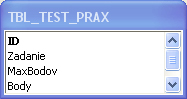 TBL_TEST_PRAX
ID
Zadanie
MaxBodov
Body